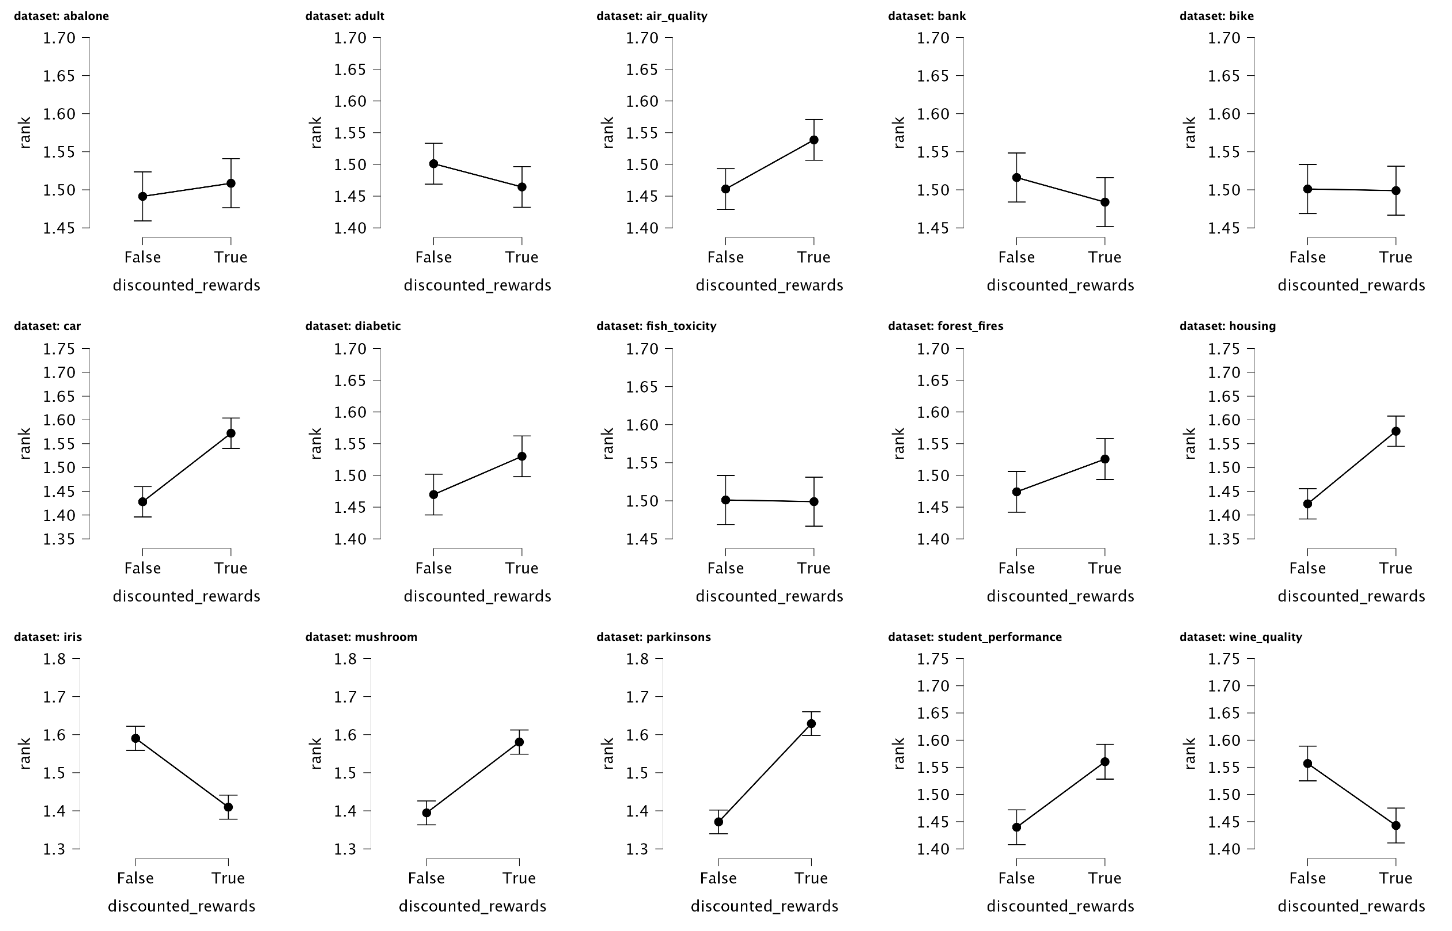 dataset: abalone
1.70
1.65
1.60
1.55
1.50
1.45
rank
False True
discounted_rewards
dataset: adult
1.70
1.65
1.60
1.55
1.50
1.45
1.40
rank
False True
discounted_rewards
dataset: air_quality
1.70
1.65
1.60
1.55
1.50
1.45
1.40
rank
False True
discounted_rewards
dataset: bank
1.70
1.65
1.60
1.55
1.50
1.45
rank
False True
discounted_rewards
dataset: bike
1.70
1.65
1.60
1.55
1.50
1.45
rank
False True
discounted_rewards
dataset: car
1.75
1.70
1.65
1.60
1.55
1.50
1.45
1.40
1.35
rank
False True
discounted_rewards
dataset: diabetic
1.70
1.65
1.60
1.55
1.50
1.45
1.40
rank
False True
discounted_rewards
dataset: fish_toxicity
1.70
1.65
1.60
1.55
1.50
1.45
rank
False True
discounted_rewards
dataset: forest_fires
1.70
1.65
1.60
1.55
1.50
1.45
1.40
rank
False True
discounted_rewards
dataset: housing
1.75
1.70
1.65
1.60
1.55
1.50
1.45
1.40
1.35
rank
False True
discounted_rewards
dataset: iris
1.8
1.7
1.6
1.5
1.4
1.3
rank
False True
discounted_rewards
dataset: mushroom
1.8
1.7
1.6
1.5
1.4
1.3
rank
False True
discounted_rewards
dataset: parkinsons
1.8
1.7
1.6
1.5
1.4
1.3
rank
False True
discounted_rewards
dataset: student_performance
1.75
1.70
1.65
1.60
1.55
1.50
1.45
1.40
rank
False True
discounted_rewards
dataset: wine_quality
1.75
1.70
1.65
1.60
1.55
1.50
1.45
1.40
rank
False True
discounted_rewards